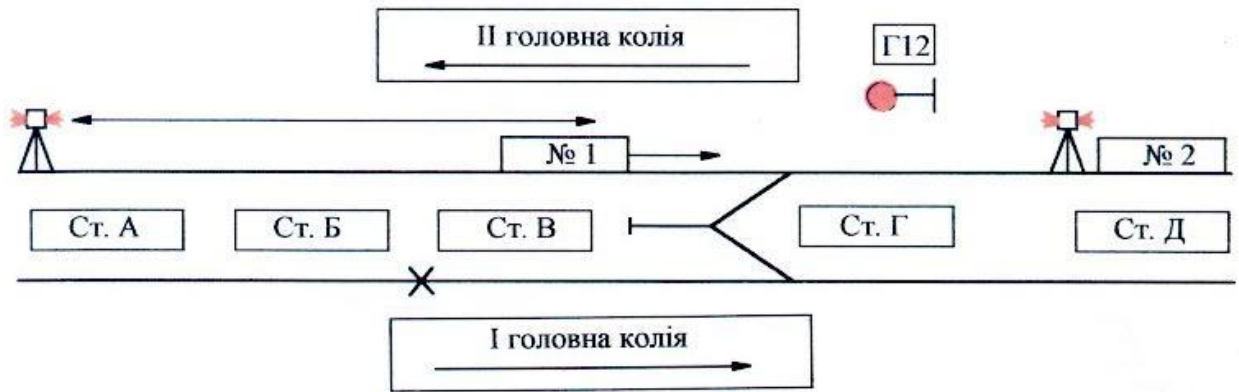 II головна колія
Г12
№ 1
№ 2
Ст. А
Ст. Б
Ст. В
Ст. Г
Ст. Д
I головна колія